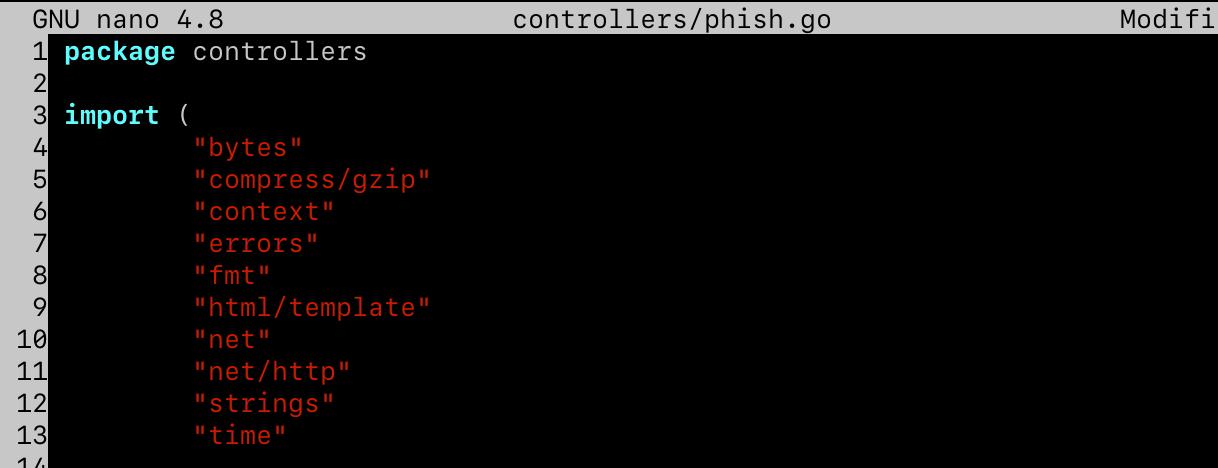 GNU nano 4.8 controllers/phish.go Modifi
1 package controllers
2
3 import (
4 "bytes"
5 "compress/gzip"
6 "context"
7 "errors"
8 "fmt"
9 "html/template"
10 "net"
11 "net/http"
12 "strings"
13 "time"
14